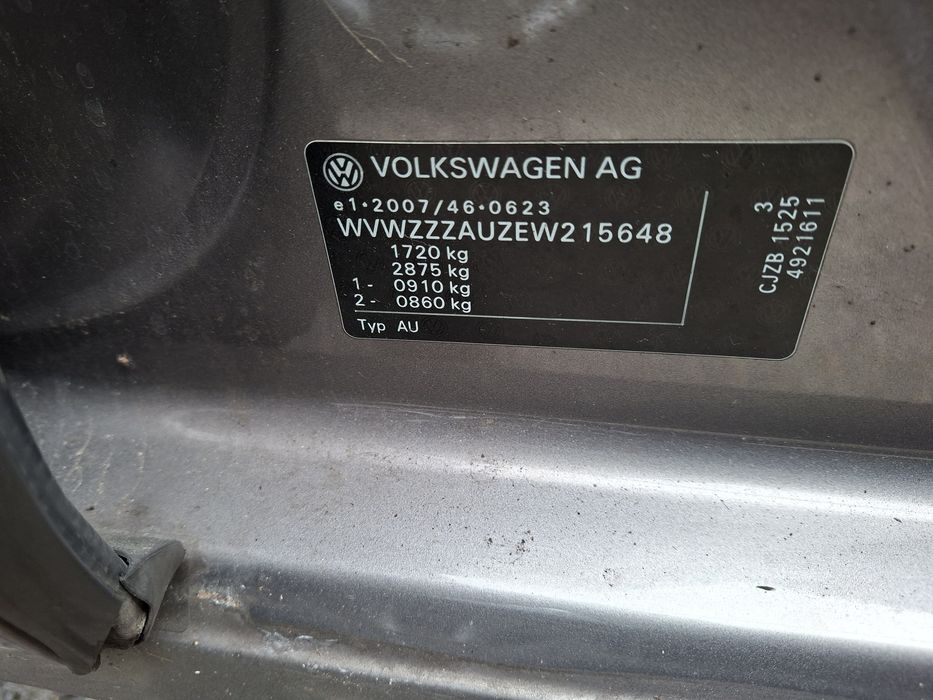 VOLKSWAGEN AG
e1*2007/46*0623
WVWZZZAUZEW215648
1720 kg
2875 kg
1- 0910 kg
2- 0860 kg
Typ AU
3
CJZB 1525
4921611